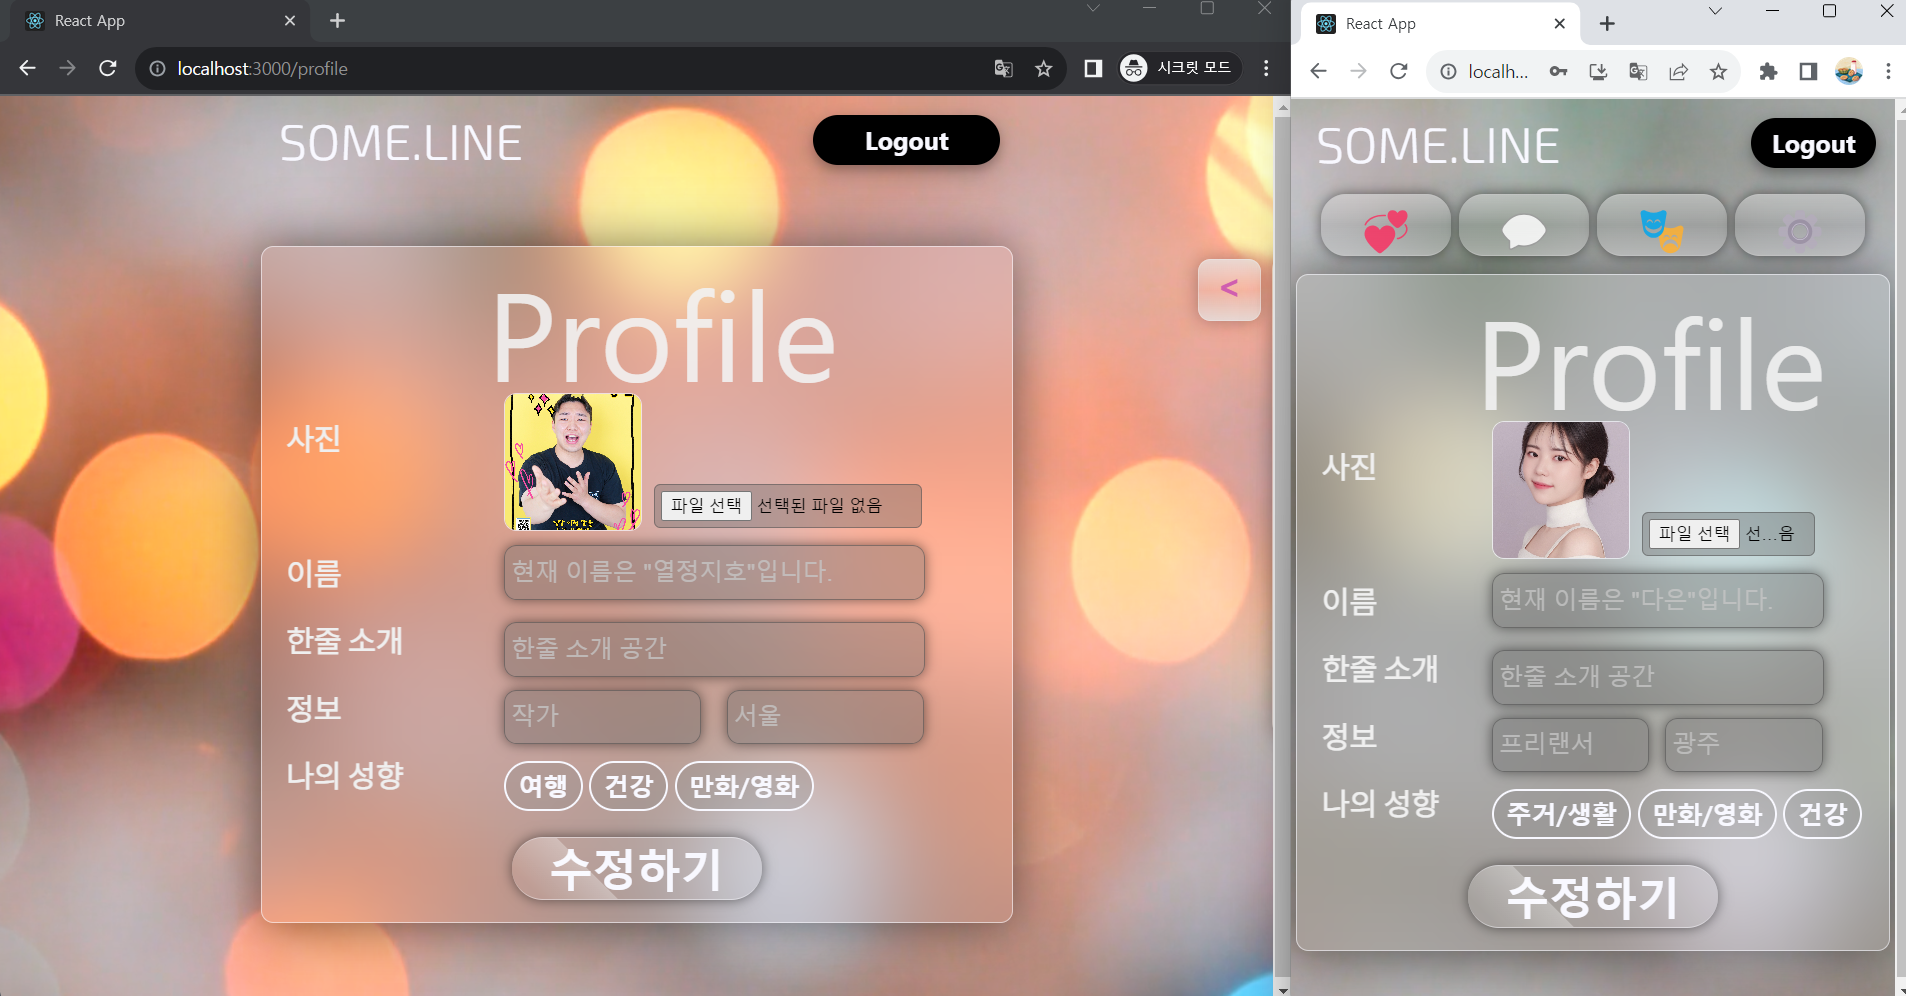 React App
localhost:3000/profile
시크릿 모드
SOME.LINE
Logout
<
Profile
사진
파일 선택 선택된 파일 없음
이름
현재 이름은 "열정지호"입니다.
한줄 소개
한줄 소개 공간
정보
작가
서울
나의 성향
여행 건강 만화/영화
수정하기
React App
localh...
SOME.LINE
Logout
Profile
사진
파일 선택 선...음
이름
현재 이름은 "다은"입니다.
한줄 소개
한줄 소개 공간
정보
프리랜서
광주
나의 성향
주거/생활 만화/영화 건강
수정하기